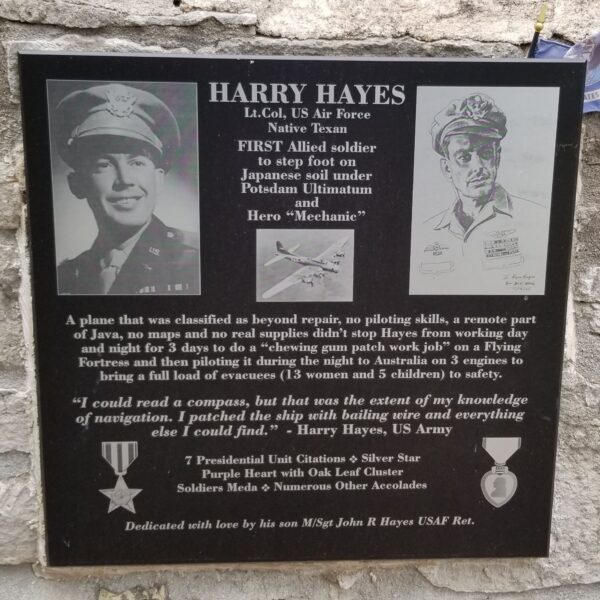 HARRY HAYES
Lt.Col, US Air Force
Native Texan
FIRST Allied soldier
to step foot on
Japanese soil under
Potsdam Ultimatum
and
Hero “Mechanic”
A plane that was classified as beyond repair, no piloting skills, a remote part
of Java, no maps and no real supplies didn’t stop Hayes from working day
and night for 3 days to do a “chewing gum patch work job” on a Flying
Fortress and then piloting it during the night to Australia on 3 engines to
bring a full load of evacuees (13 women and 5 children) to safety.
“I could read a compass, but that was the extent of my knowledge
of navigation. I patched the ship with bailing wire and everything
else I could find.” - Harry Hayes, US Army
7 Presidential Unit Citations ❖ Silver Star
Purple Heart with Oak Leaf Cluster
Soldiers Meda ❖ Numerous Other Accolades
Dedicated with love by his son M/Sgt John R Hayes USAF Ret.